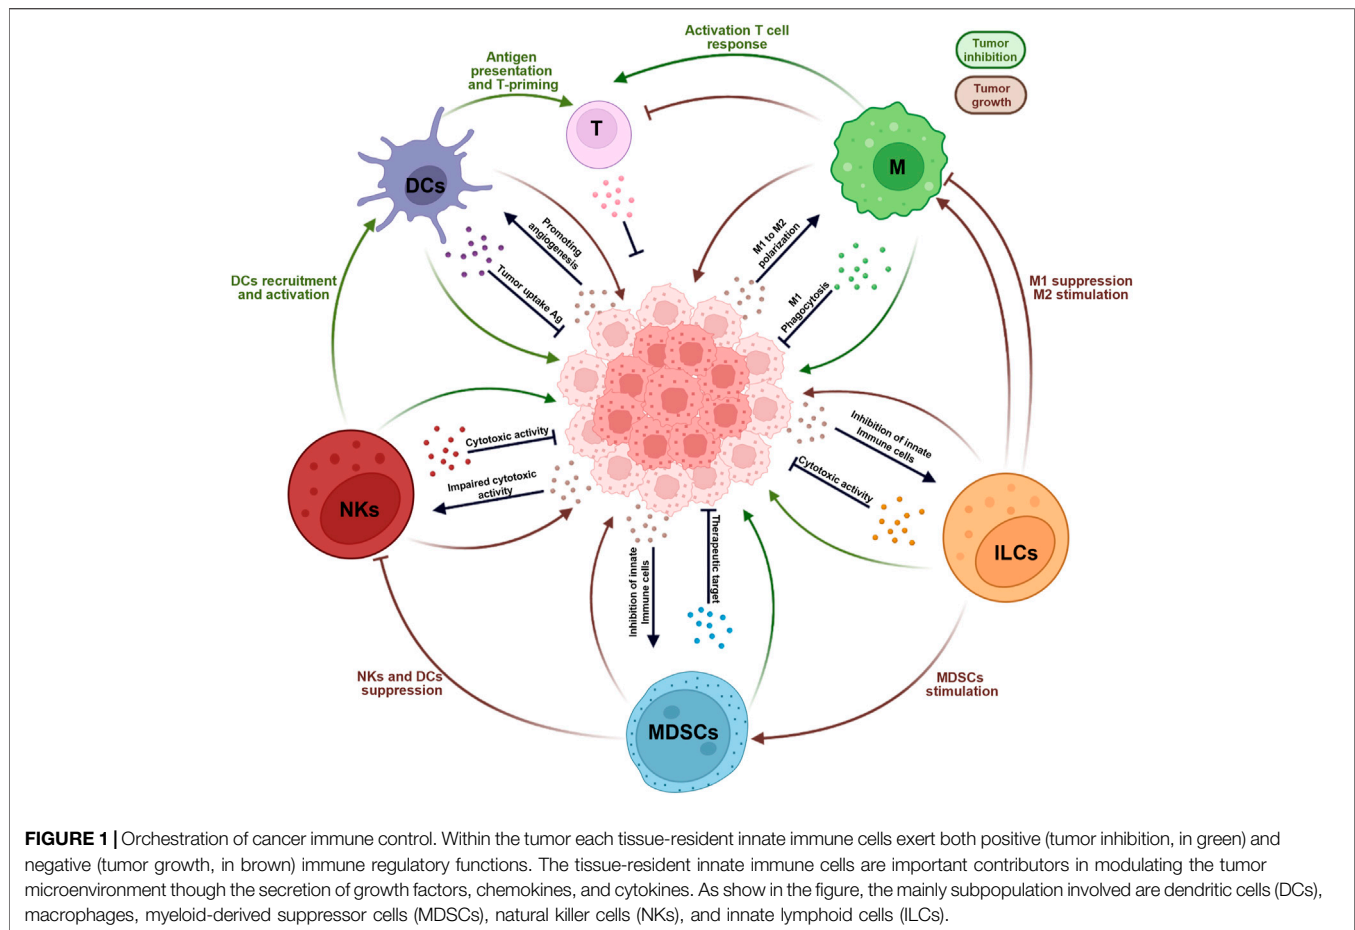 Activation T cell
response
Tumor
inhibition
Tumor
growth
Antigen
presentation
and T-priming
T
M
DCs
Promoting
angiogenesis
Tumor uptake Ag
M1 to M2
polarization
M1
Phagocytosis
DCs recruitment
and activation
M1 suppression
M2 stimulation
Cytotoxic activity
Impaired cytotoxic
activity
NKs
Inhibition of innate
Immune cells
Cytotoxic activity
ILCs
Inhibition of innate
Immune cells
Therapeutic target
NKs and DCs
suppression
MDSCs
stimulation
MDSCs
FIGURE 1 | Orchestration of cancer immune control. Within the tumor each tissue-resident innate immune cells exert both positive (tumor inhibition, in green) and
negative (tumor growth, in brown) immune regulatory functions. The tissue-resident innate immune cells are important contributors in modulating the tumor
microenvironment though the secretion of growth factors, chemokines, and cytokines. As show in the figure, the mainly subpopulation involved are dendritic cells (DCs),
macrophages, myeloid-derived suppressor cells (MDSCs), natural killer cells (NKs), and innate lymphoid cells (ILCs).